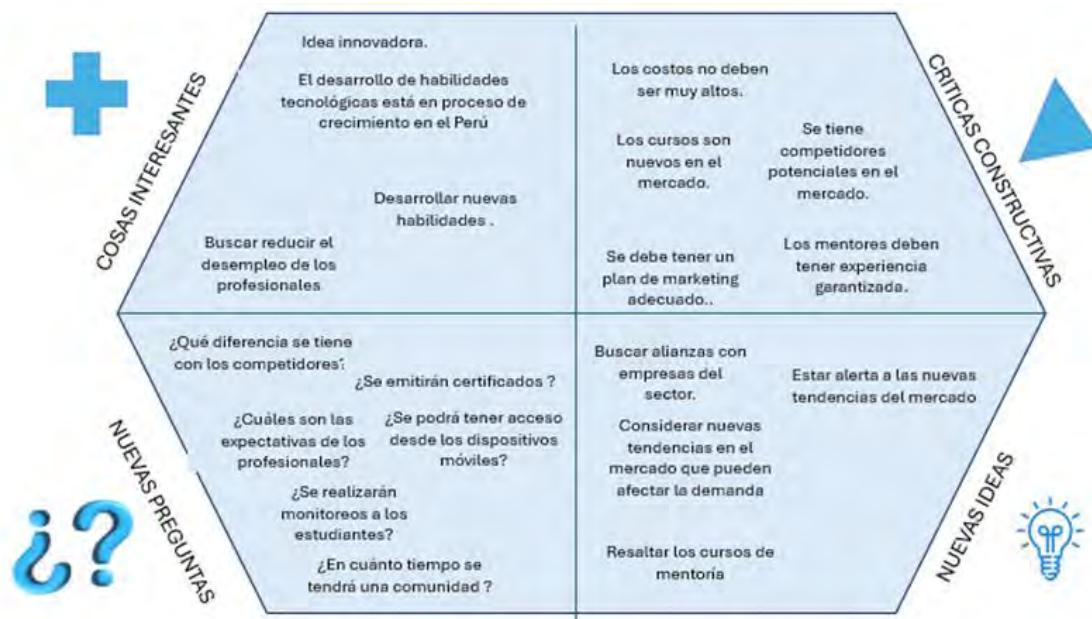 COSAS INTERESANTES
Idea innovadora.
El desarrollo de habilidades
tecnológicas está en proceso de
crecimiento en el Perú
Desarrollar nuevas
habilidades .
Buscar reducir el
desempleo de los
profesionales
CRITICAS CONSTRUCTIVAS
Los costos no deben
ser muy altos.
Los cursos son
nuevos en el
mercado.
Se tiene
competidores
potenciales en el
mercado.
Se debe tener un
plan de marketing
adecuado..
Los mentores deben
tener experiencia
garantizada.
NUEVAS PREGUNTAS
¿Qué diferencia se tiene
con los competidores?
¿Se emitirán certificados ?
¿Cuáles son las
expectativas de los
profesionales?
¿Se podrá tener acceso
desde los dispositivos
móviles?
¿Se realizarán
monitoreos a los
estudiantes?
¿En cuánto tiempo se
tendrá una comunidad ?
¿?
NUEVAS IDEAS
Buscar alianzas con
empresas del
sector.
Estar alerta a las nuevas
tendencias del mercado
Considerar nuevas
tendencias en el
mercado que pueden
afectar la demanda
Resaltar los cursos de
mentoría